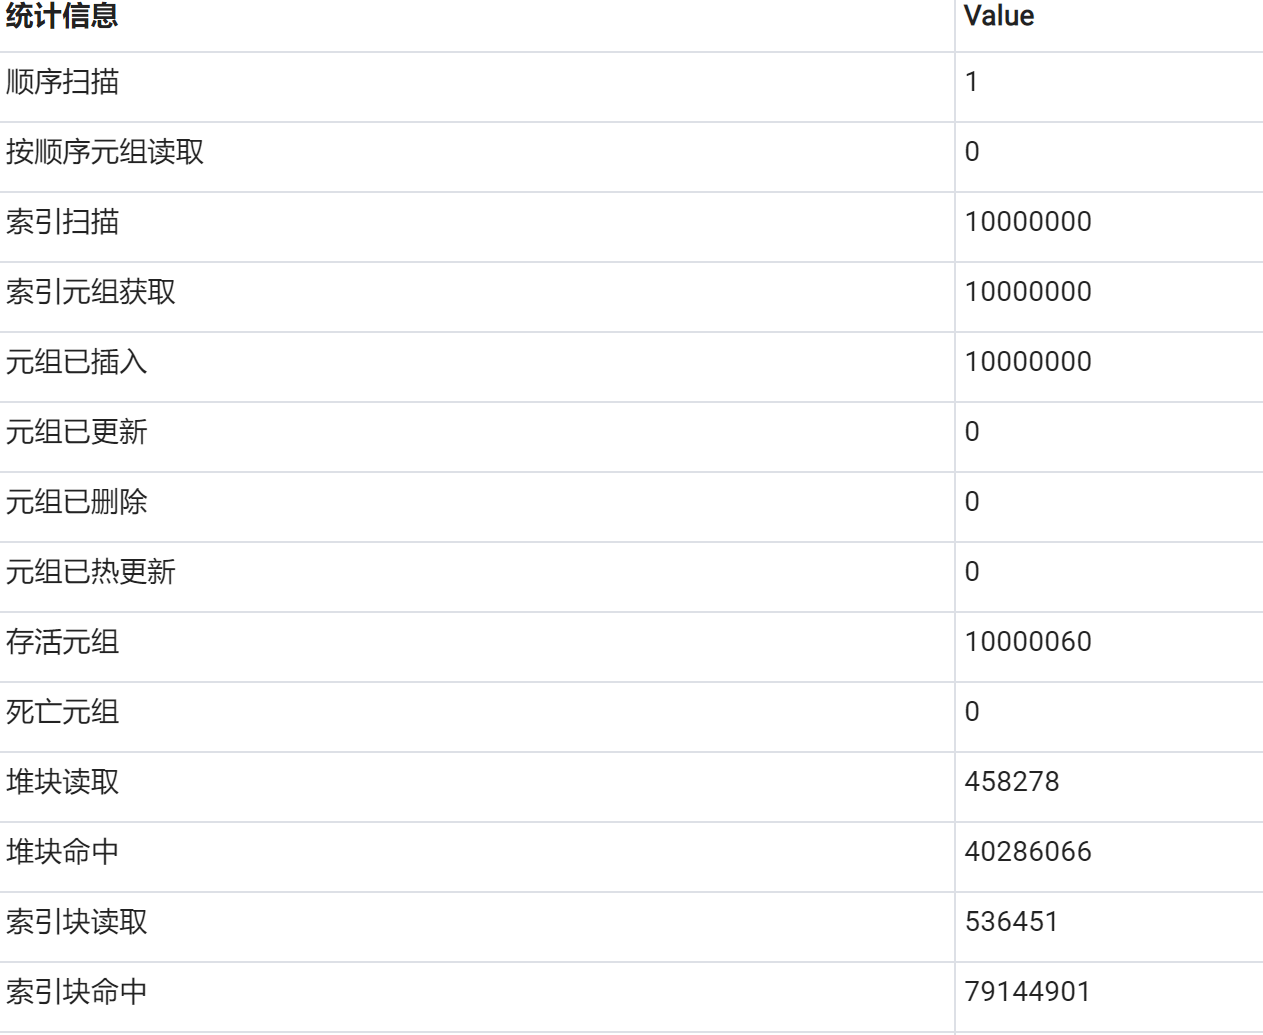 统计信息 Value
顺序扫描 1
按顺序元组读取 0
索引扫描 10000000
索引元组获取 10000000
元组已插入 10000000
元组已更新 0
元组已删除 0
元组已热更新 0
存活元组 10000060
死亡元组 0
堆块读取 458278
堆块命中 40286066
索引块读取 536451
索引块命中 79144901